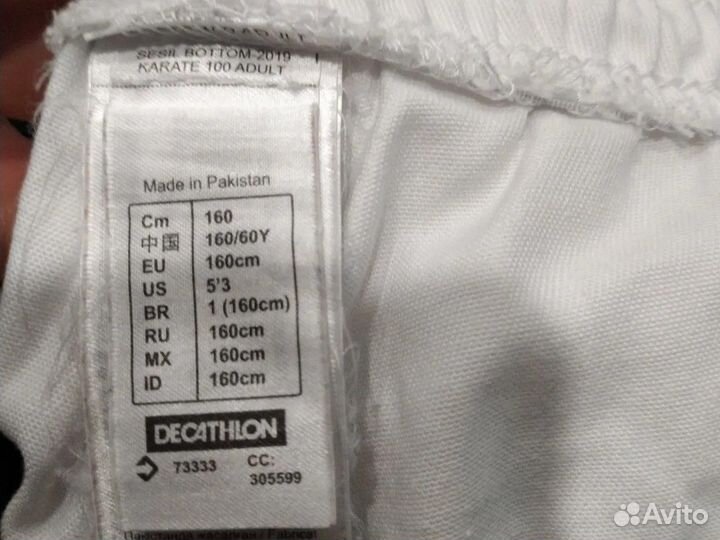 SESIL BOTTOM-2019
KARATE 100 ADULT
Made in Pakistan
Cm 160
中国 160/60Y
EU 160cm
US 5'3
BR 1 (160cm)
RU 160cm
MX 160cm
ID 160cm
DECATHLON
73333 CC:
305599
Avito